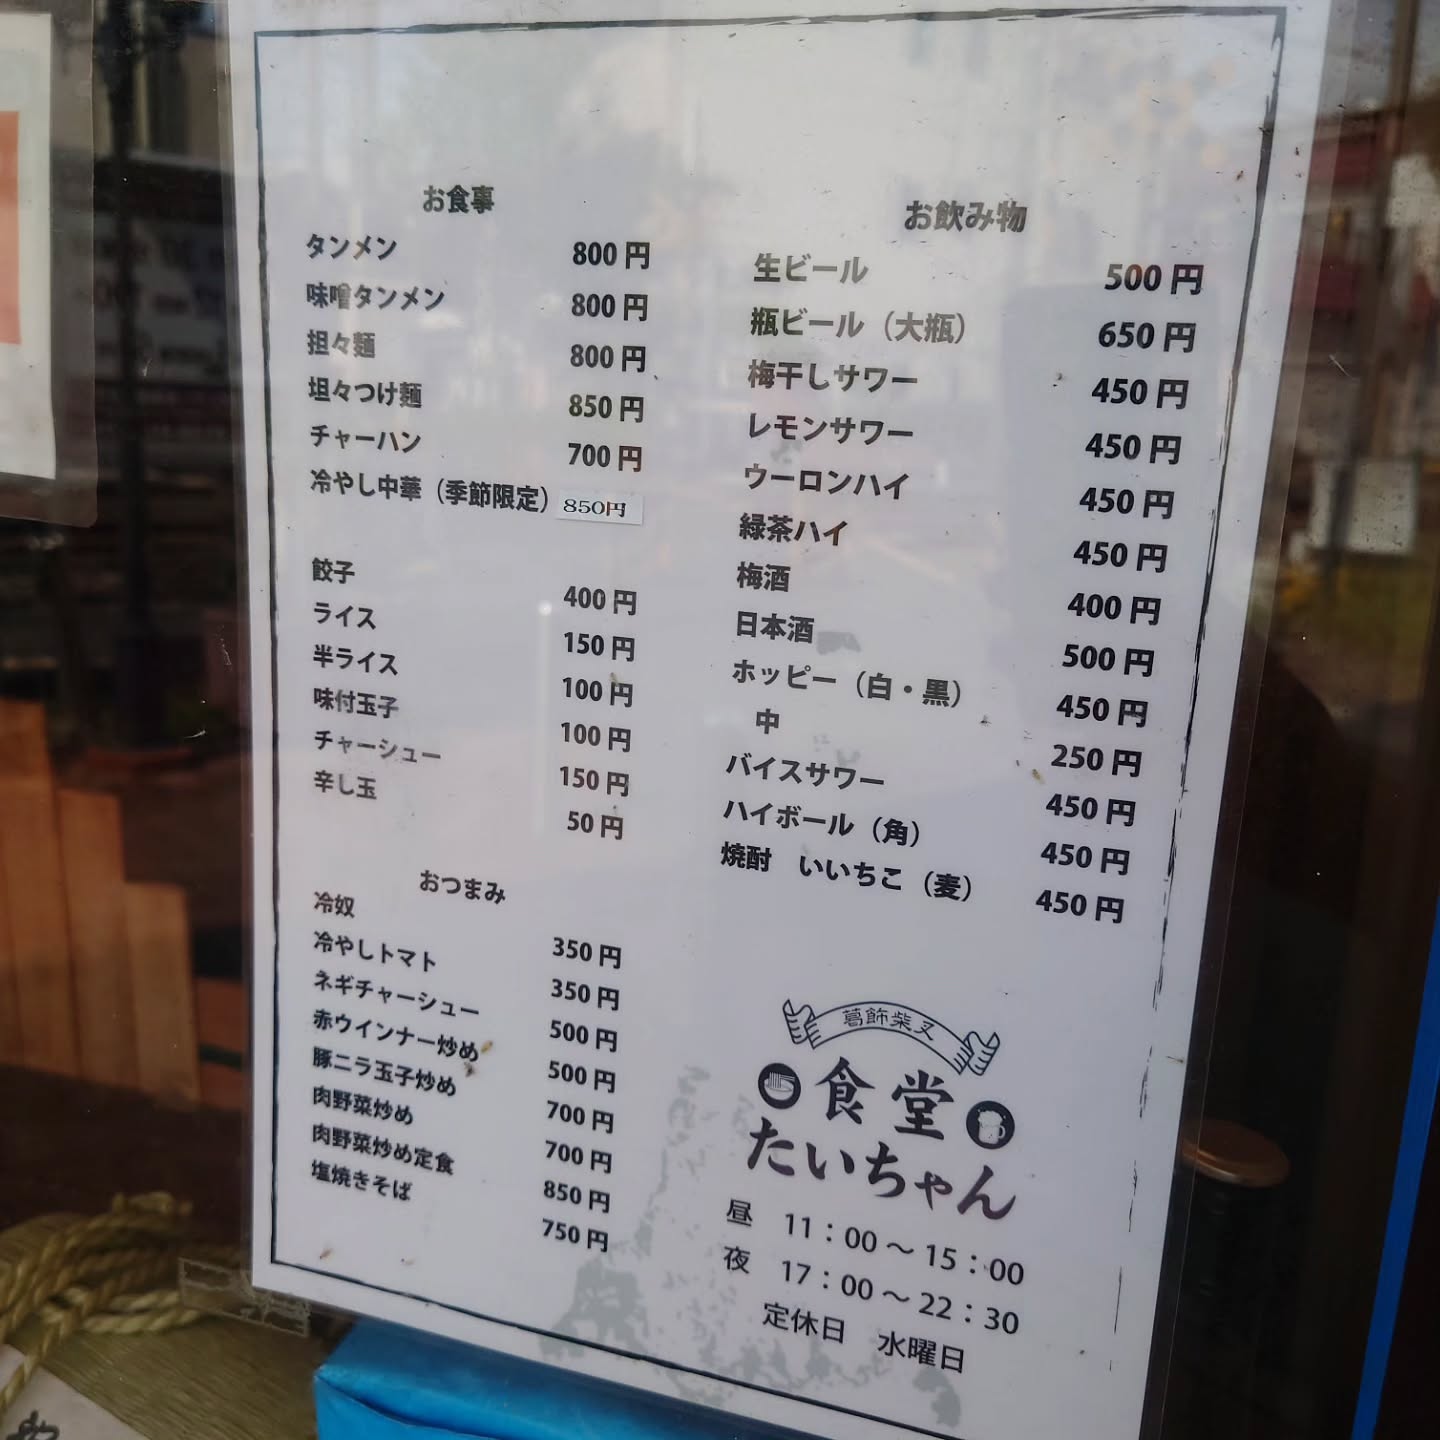 お食事
タンメン 800円
味噌タンメン 800円
担々麺 800円
坦々つけ麺 850円
チャーハン 700円
冷やし中華（季節限定） 850円
餃子 400円
ライス 150円
半ライス 100円
味付玉子 100円
チャーシュー 150円
辛し玉 50円
おつまみ
冷奴 350円
冷やしトマト 350円
ネギチャーシュー 500円
赤ウインナー炒め 500円
豚ニラ玉子炒め 700円
肉野菜炒め 700円
肉野菜炒め定食 850円
塩焼きそば 750円
お飲み物
生ビール 500円
瓶ビール（大瓶） 650円
梅干しサワー 450円
レモンサワー 450円
ウーロンハイ 450円
緑茶ハイ 450円
梅酒 400円
日本酒 500円
ホッピー（白・黒） 450円
中 250円
バイスサワー 450円
ハイボール（角） 450円
焼酎　いいちこ（麦） 450円
葛飾柴又
食堂
たいちゃん
昼　11：00～15：00
夜　17：00～22：30
定休日　水曜日